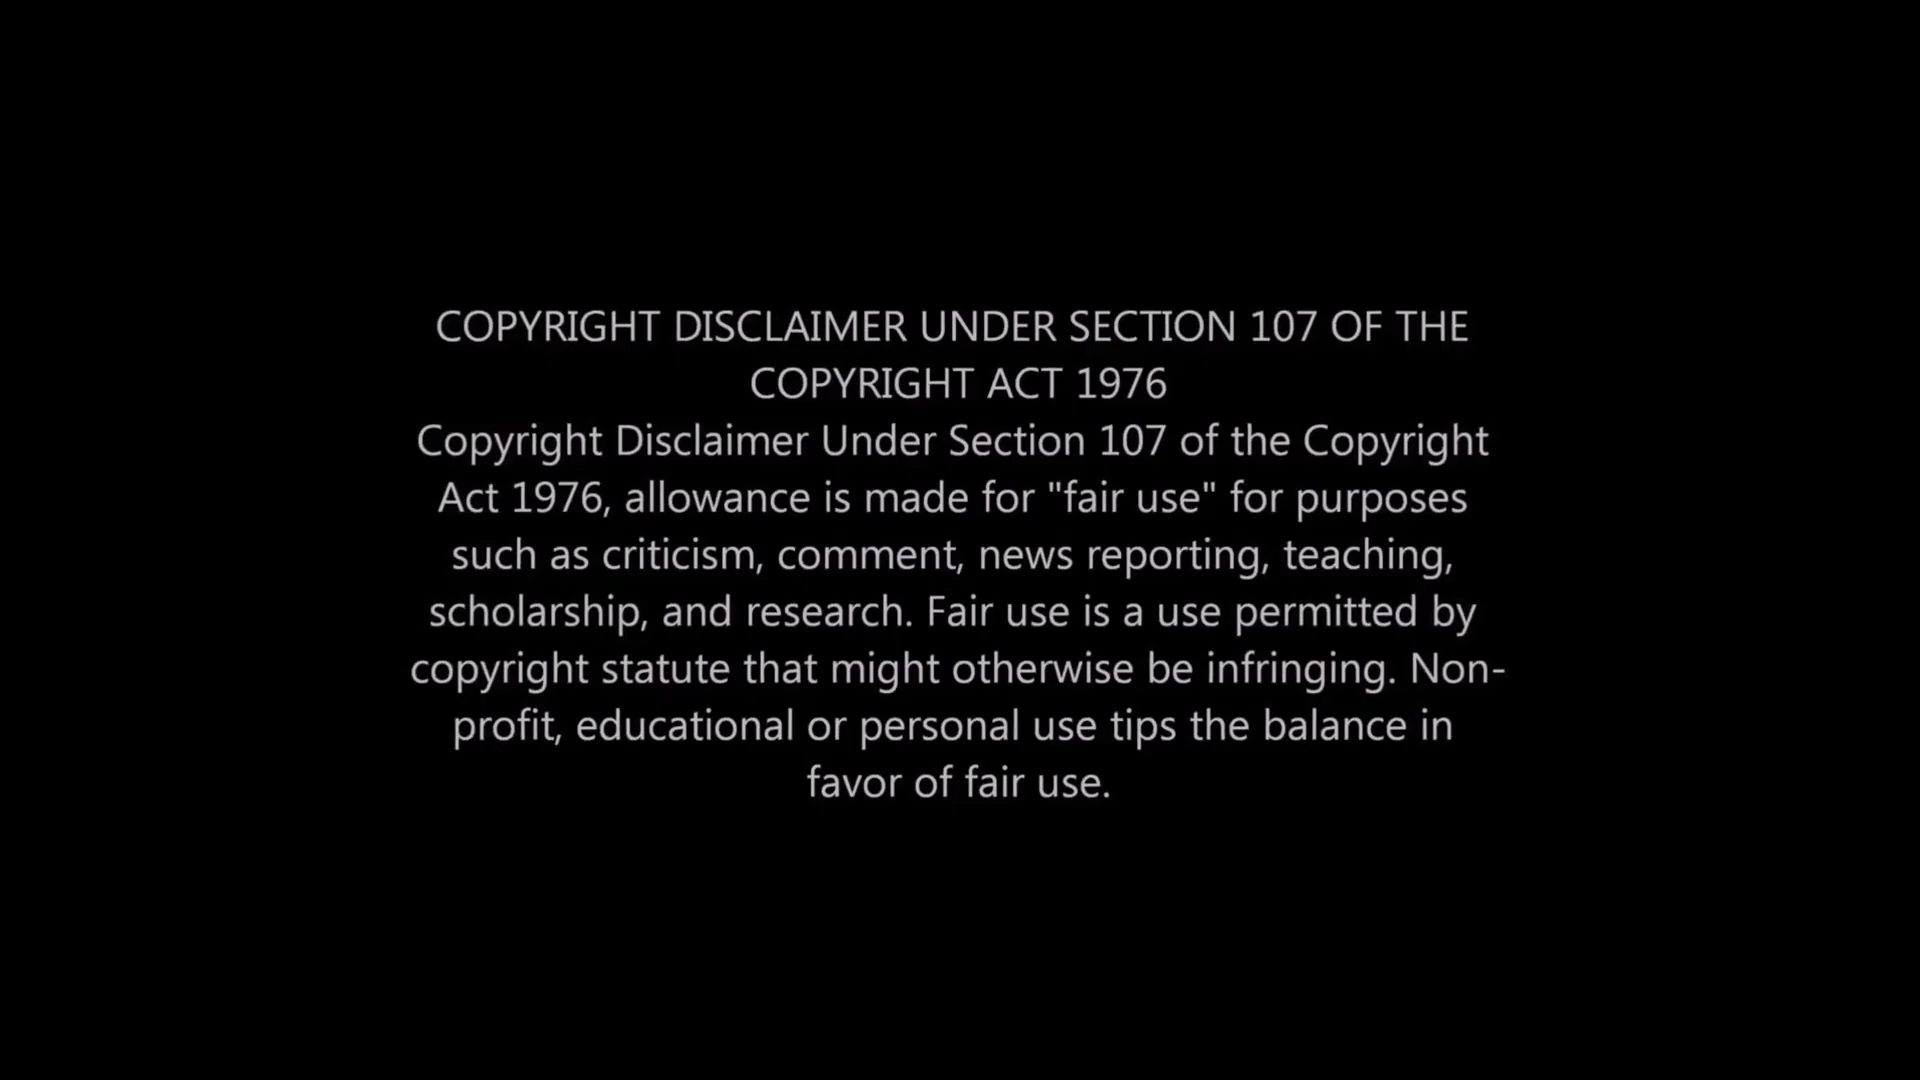 COPYRIGHT DISCLAIMER UNDER SECTION 107 OF THE
COPYRIGHT ACT 1976
Copyright Disclaimer Under Section 107 of the Copyright
Act 1976, allowance is made for "fair use" for purposes
such as criticism, comment, news reporting, teaching,
scholarship, and research. Fair use is a use permitted by
copyright statute that might otherwise be infringing. Non-
profit, educational or personal use tips the balance in
favor of fair use.